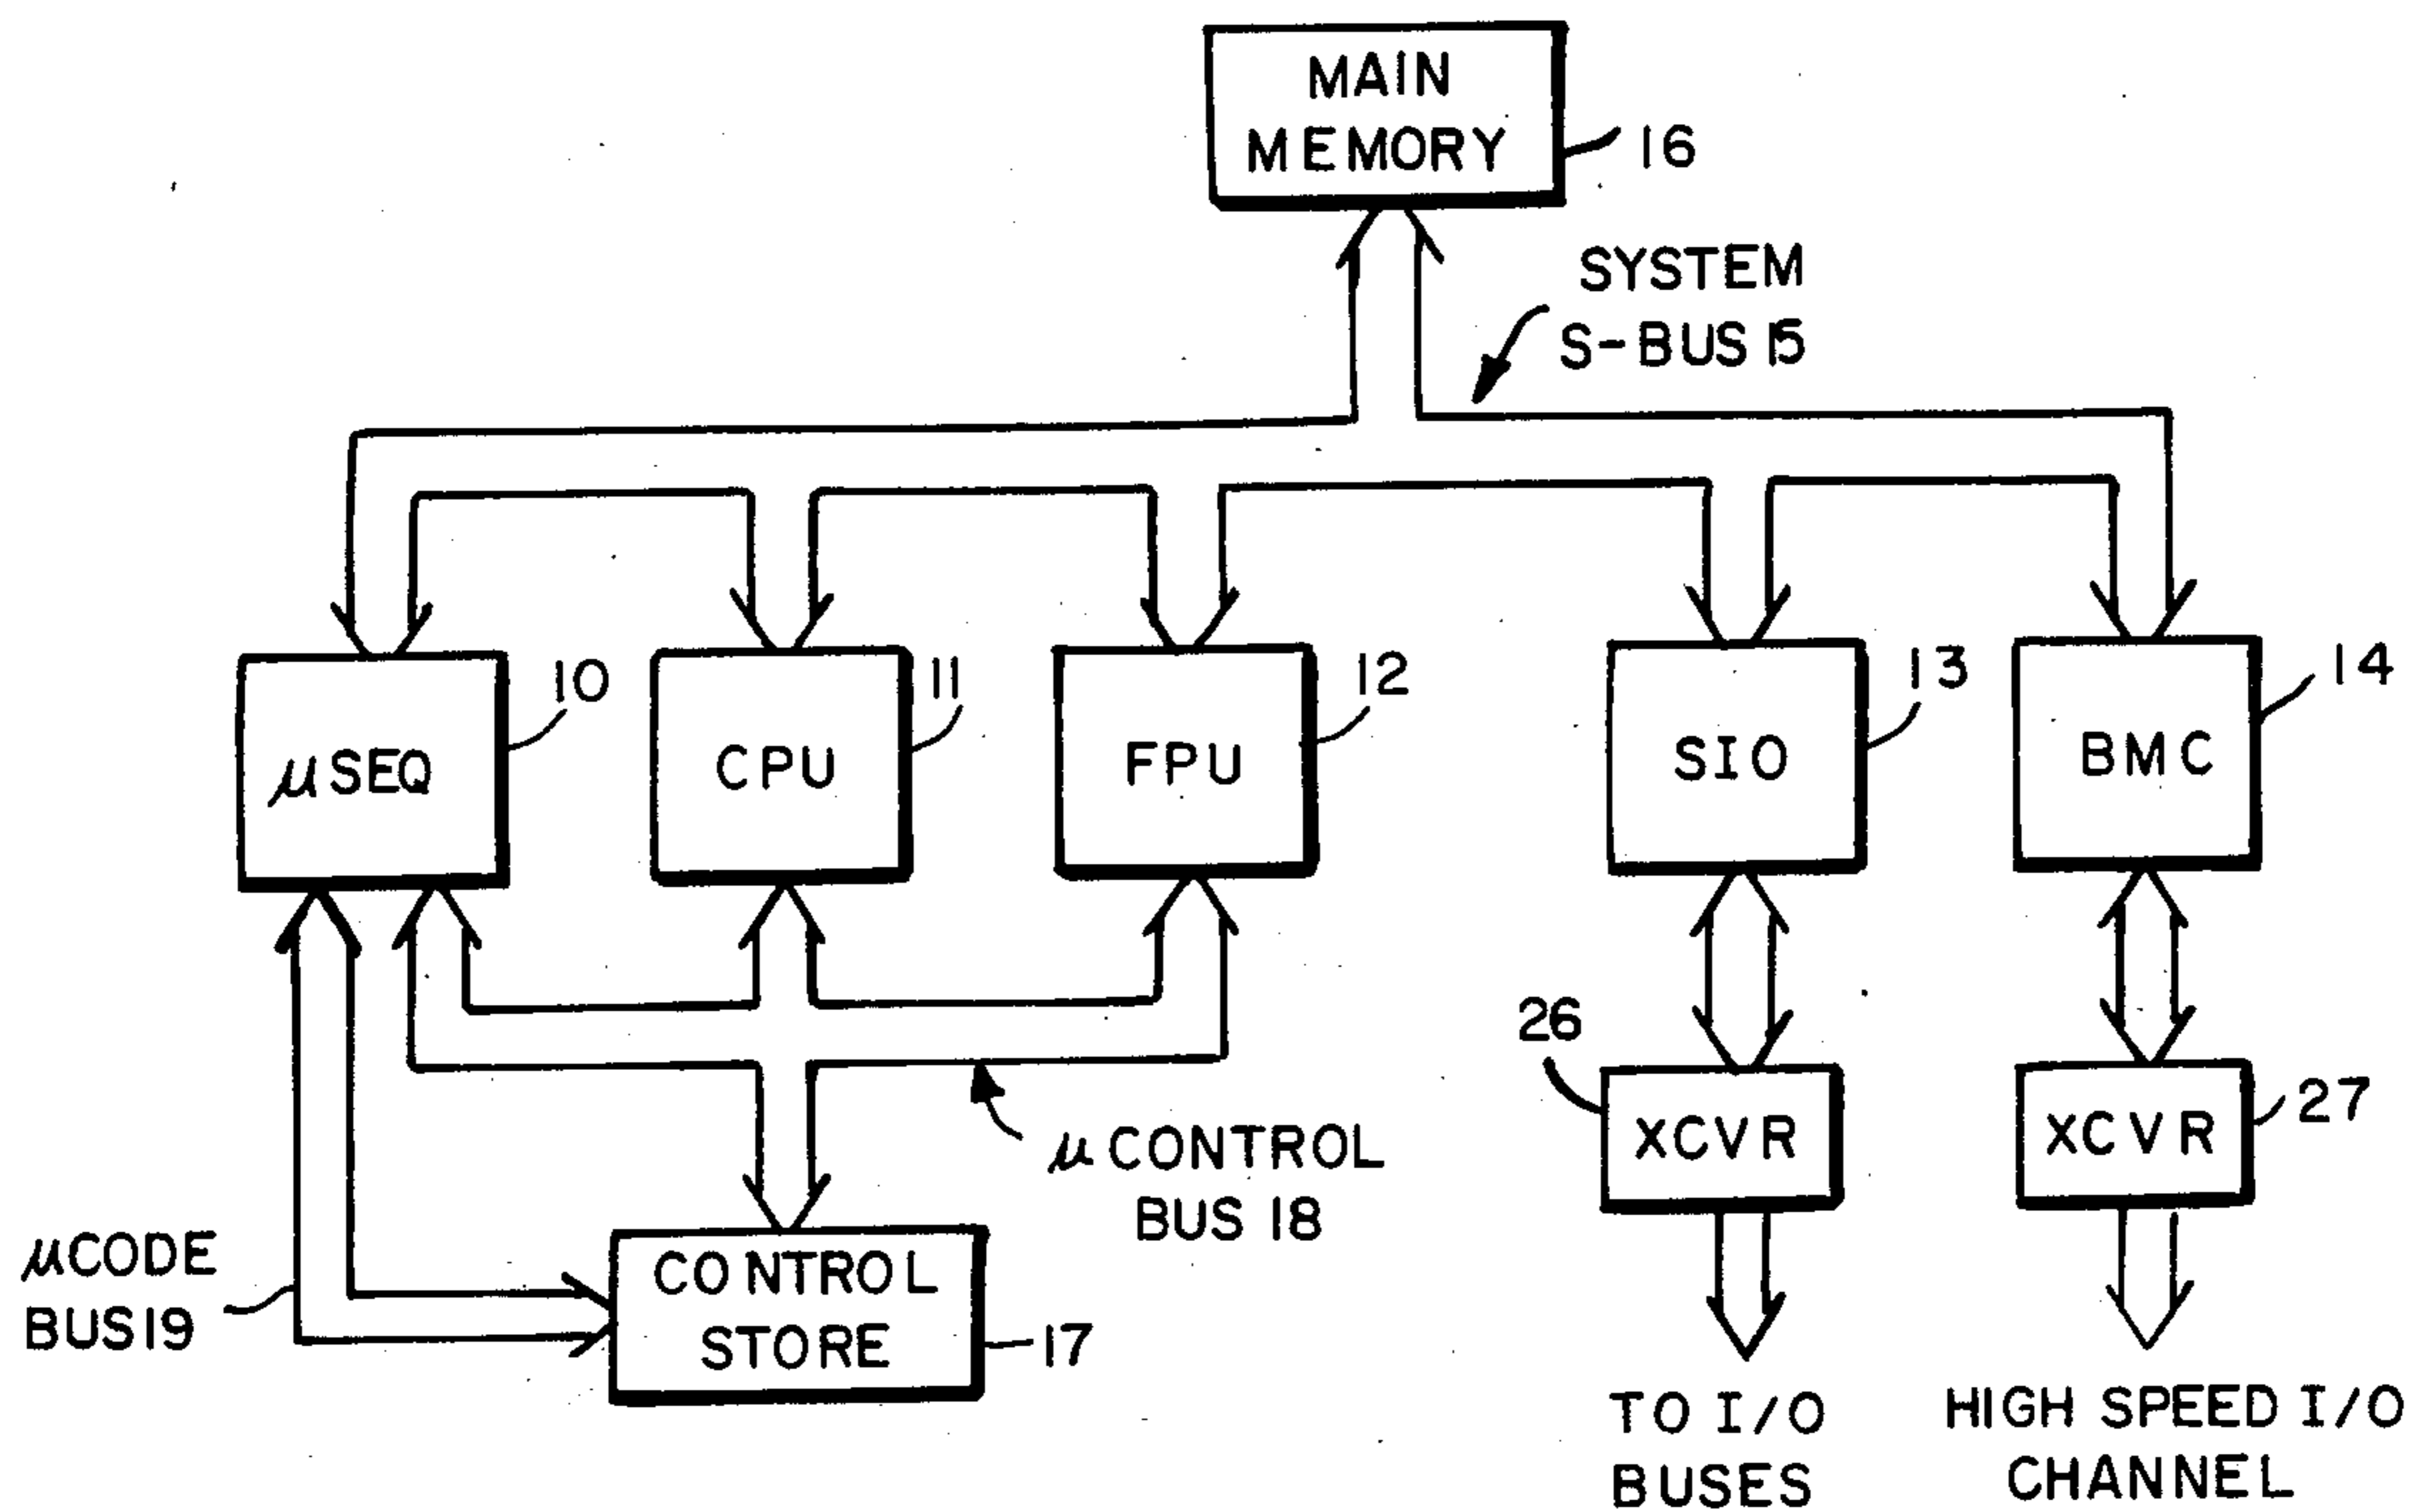 MAIN
MEMORY
16
SYSTEM
S-BUS 15
10
11
12
13
14
μSEQ
CPU
FPU
SIO
BMC
26
27
XCVR
XCVR
μ CONTROL
BUS 18
μCODE
BUS19
CONTROL
STORE
17
TO I/O
BUSES
HIGH SPEED I/O
CHANNEL